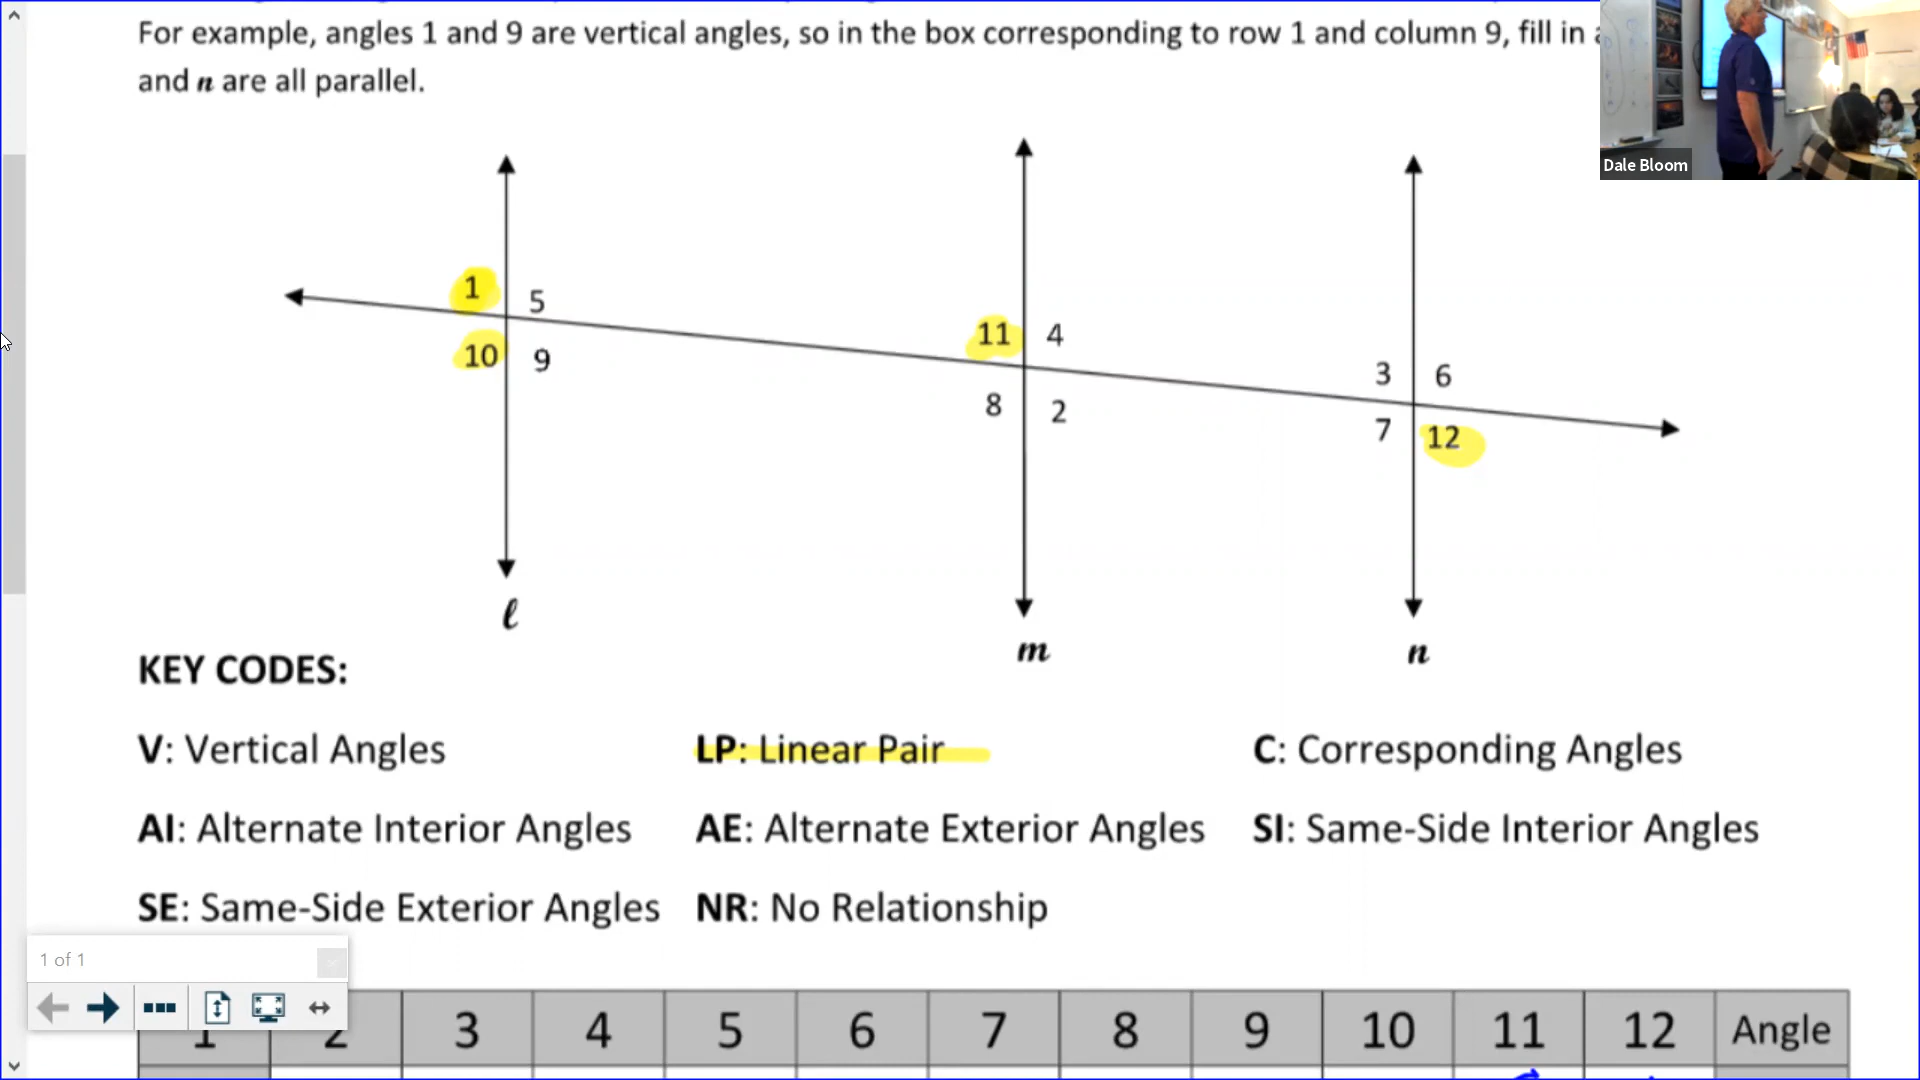 For example, angles 1 and 9 are vertical angles, so in the box corresponding to row 1 and column 9, fill in
and n are all parallel.
Dale Bloom
1 5
10 9
11 4
8 2
3 6
7 12
ℓ
m
n
KEY CODES:
V: Vertical Angles LP: Linear Pair C: Corresponding Angles
AI: Alternate Interior Angles AE: Alternate Exterior Angles SI: Same-Side Interior Angles
SE: Same-Side Exterior Angles NR: No Relationship
1 of 1
1 2 3 4 5 6 7 8 9 10 11 12 Angle